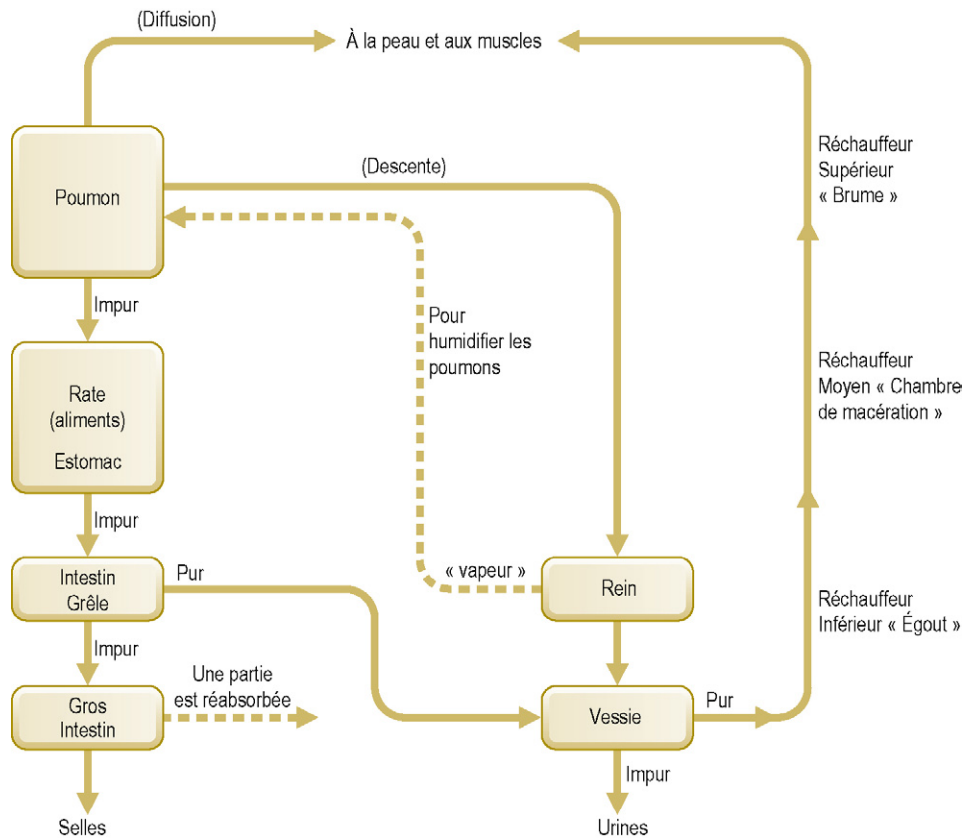 (Diffusion)
À la peau et aux muscles
Poumon
(Descente)
Réchauffeur
Supérieur
« Brume »
Impur
Pour
humidifier les
poumons
Rate
(aliments)
Estomac
Réchauffeur
Moyen « Chambre
de macération »
Impur
Intestin
Grêle
Pur
« vapeur »
Rein
Réchauffeur
Inférieur « Égout »
Impur
Une partie
est réabsorbée
Gros
Intestin
Vessie
Pur
Impur
Selles
Urines